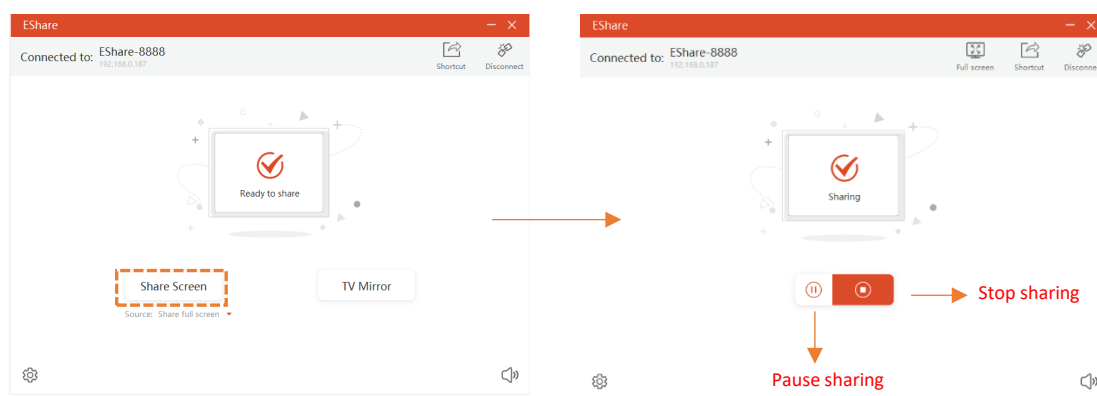 EShare
Connected to: EShare-8888
192.168.0.187
Shortcut
Disconnect
Ready to share
Share Screen
TV Mirror
Source: Share full screen
EShare
Connected to: EShare-8888
192.168.0.187
Full screen
Shortcut
Disconne
Sharing
Stop sharing
Pause sharing